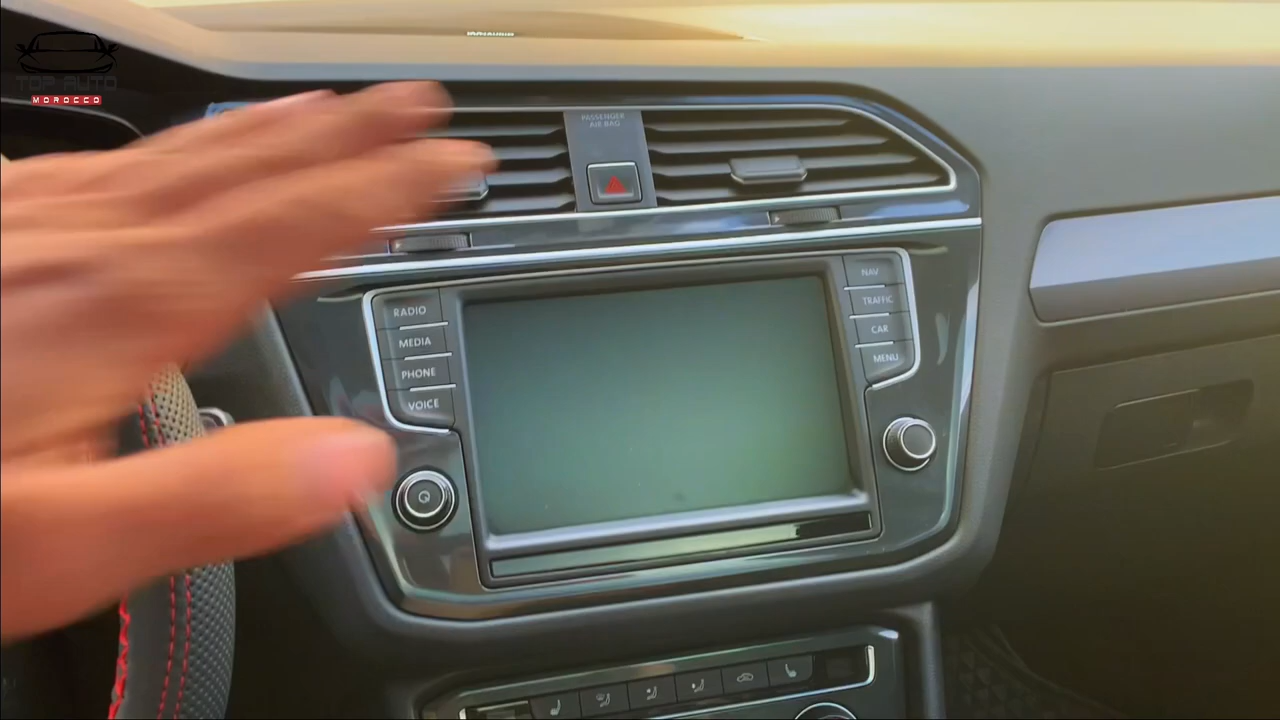 TOP AUTO
MOROCCO
PASSENGER
AIR BAG
RADIO
MEDIA
PHONE
VOICE
NAV
TRAFFIC
CAR
MENU